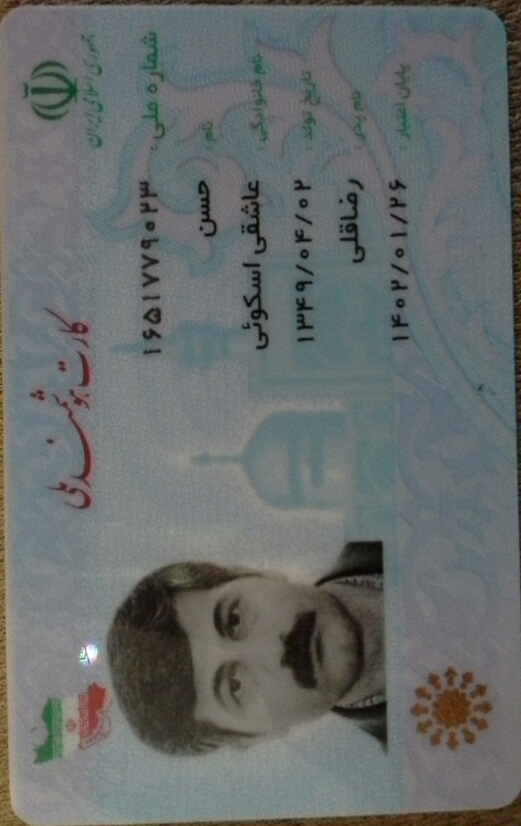 جمهوری اسلامی ایران
کارت هوشمند ملی
شماره ملی: ۱۶۵۱۷۷۹۰۲۳
نام: حسن
نام خانوادگی: عاشقی اسکوئی
تاریخ تولد: ۱۳۴۹/۰۴/۰۲
نام پدر: رضاقلی
پایان اعتبار: ۱۴۰۲/۰۱/۲۶